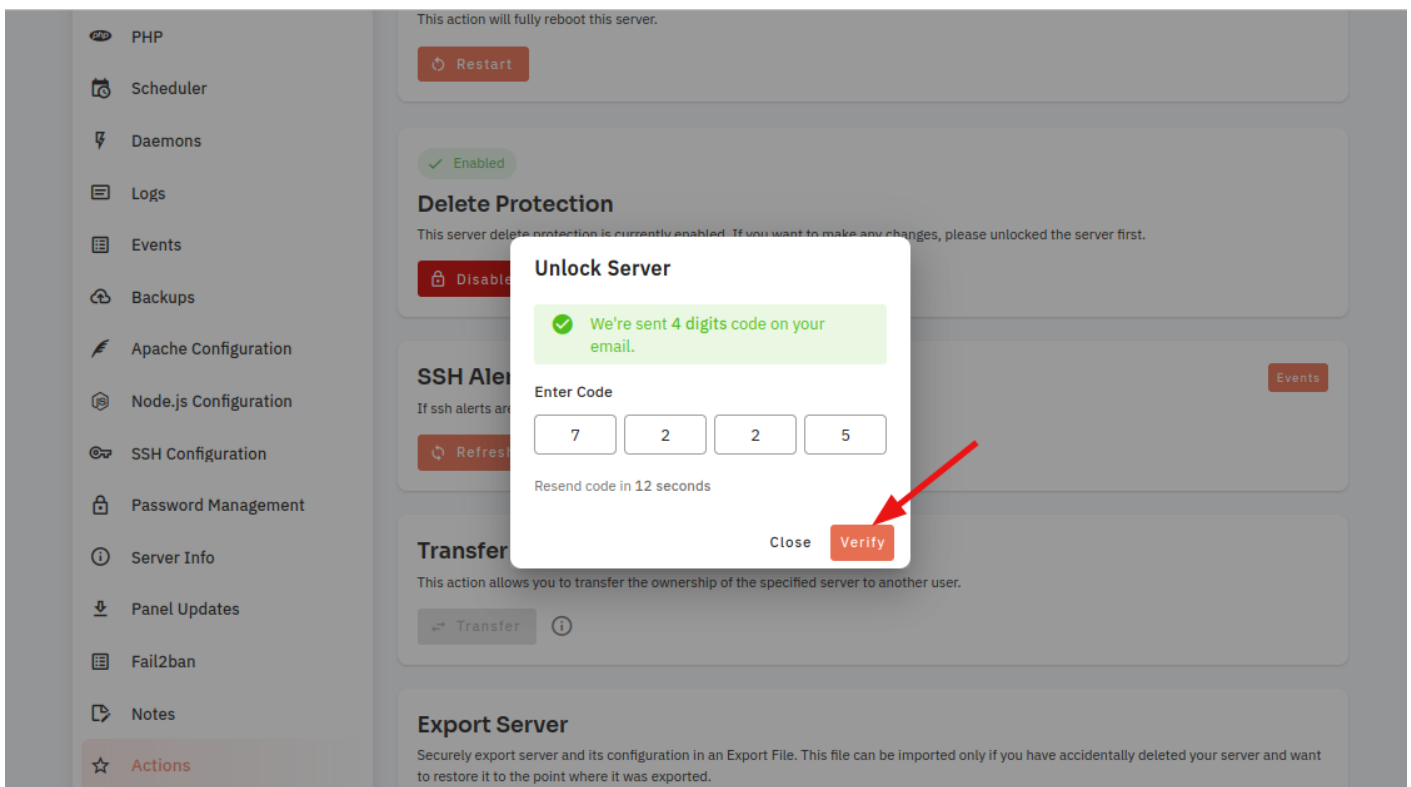 This action will fully reboot this server.
php
PHP
Restart
Scheduler
Daemons
Enabled
Logs
Delete Protection
This server delete protection is currently enabled. If you want to make any changes, please unlocked the server first.
Events
Disable
Unlock Server
Backups
We're sent 4 digits code on your
email.
Apache Configuration
SSH Aler
Events
Enter Code
JS
Node.js Configuration
If ssh alerts are
7 2 2 5
SSH Configuration
Refresh
Resend code in 12 seconds
Password Management
Close
Verify
Transfer
Server Info
This action allows you to transfer the ownership of the specified server to another user.
Panel Updates
Transfer
Fail2ban
Notes
Export Server
Securely export server and its configuration in an Export File. This file can be imported only if you have accidentally deleted your server and want
to restore it to the point where it was exported.
Actions